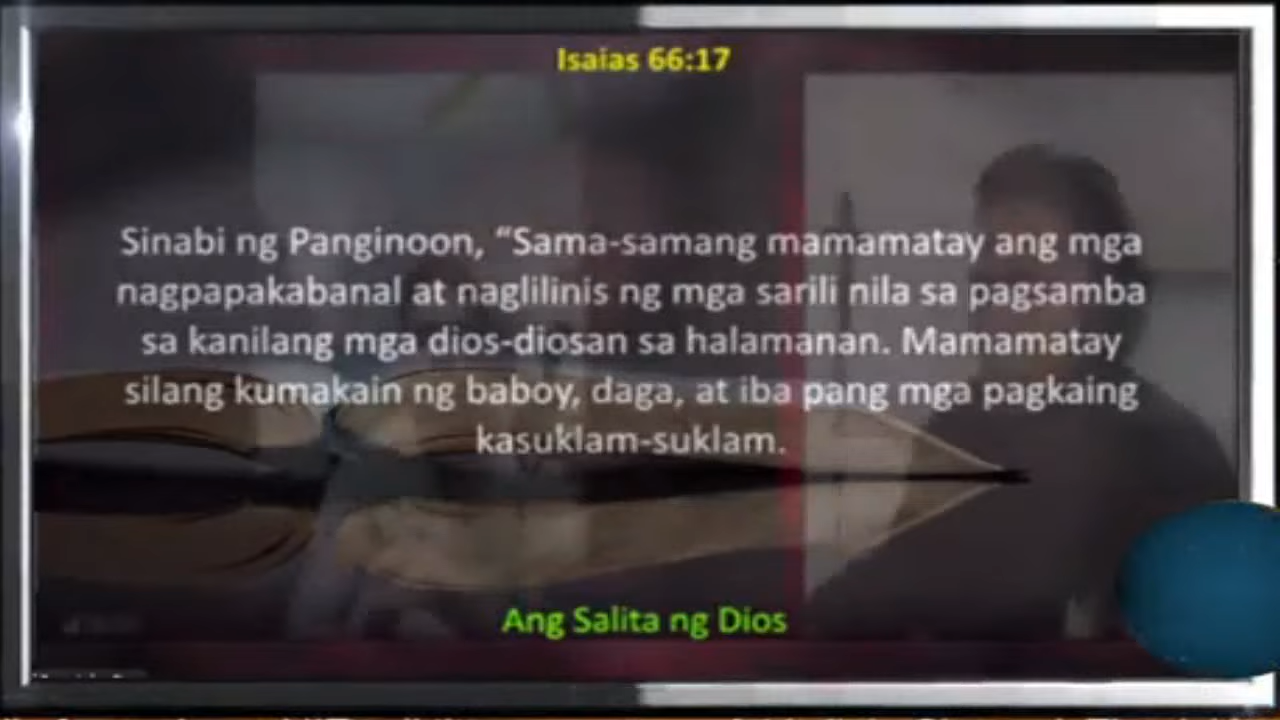 Isaias 66:17
Sinabi ng Panginoon, “Sama-samang mamamatay ang mga
nagpapakabanal at naglilinis ng mga sarili nila sa pagsamba
sa kanilang mga dios-diosan sa halamanan. Mamamatay
silang kumakain ng baboy, daga, at iba pang mga pagkaing
kasuklam-suklam.
Ang Salita ng Dios